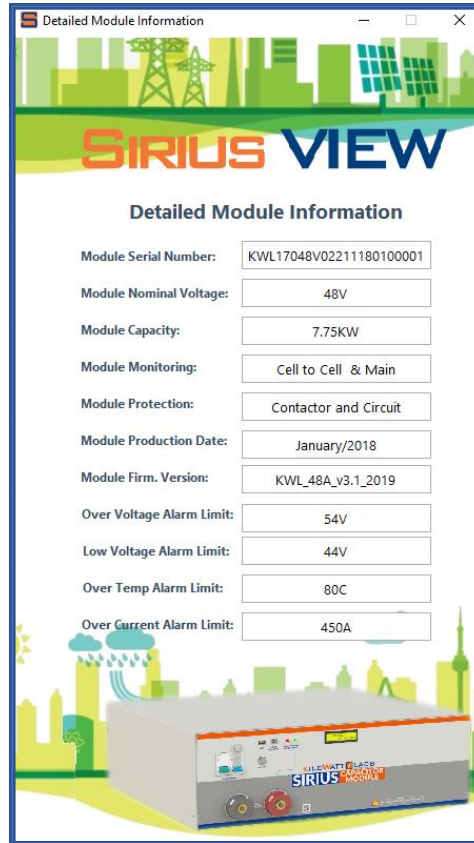 Detailed Module Information
SIRIUS VIEW
Detailed Module Information
Module Serial Number: KWL17048V02211180100001
Module Nominal Voltage: 48V
Module Capacity: 7.75KW
Module Monitoring: Cell to Cell & Main
Module Protection: Contactor and Circuit
Module Production Date: January/2018
Module Firm. Version: KWL_48A_v3.1_2019
Over Voltage Alarm Limit: 54V
Low Voltage Alarm Limit: 44V
Over Temp Alarm Limit: 80C
Over Current Alarm Limit: 450A
KILOWATT LABS
SIRIUS CAPACITOR
MODULE